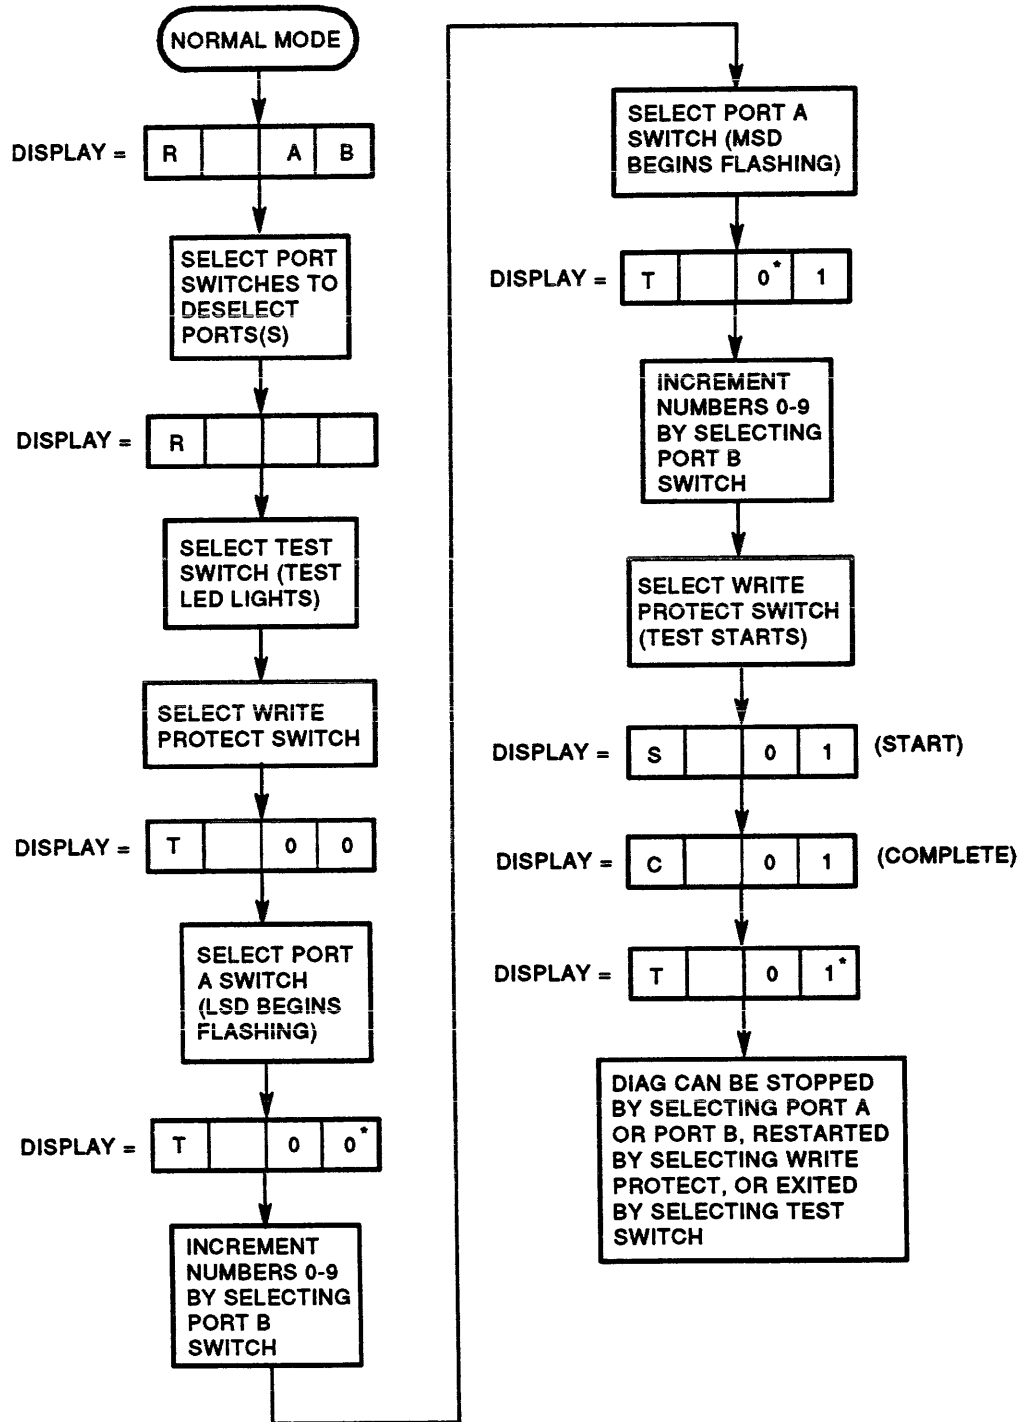 NORMAL MODE
DISPLAY = R A B
SELECT PORT
SWITCHES TO
DESELECT
PORTS(S)
DISPLAY = R
SELECT TEST
SWITCH (TEST
LED LIGHTS)
SELECT WRITE
PROTECT SWITCH
DISPLAY = T 0 0
SELECT PORT
A SWITCH
(LSD BEGINS
FLASHING)
DISPLAY = T 0 0*
INCREMENT
NUMBERS 0-9
BY SELECTING
PORT B
SWITCH
SELECT PORT A
SWITCH (MSD
BEGINS FLASHING)
DISPLAY = T 0* 1
INCREMENT
NUMBERS 0-9
BY SELECTING
PORT B
SWITCH
SELECT WRITE
PROTECT SWITCH
(TEST STARTS)
DISPLAY = S 0 1 (START)
DISPLAY = C 0 1 (COMPLETE)
DISPLAY = T 0 1*
DIAG CAN BE STOPPED
BY SELECTING PORT A
OR PORT B, RESTARTED
BY SELECTING WRITE
PROTECT, OR EXITED
BY SELECTING TEST
SWITCH